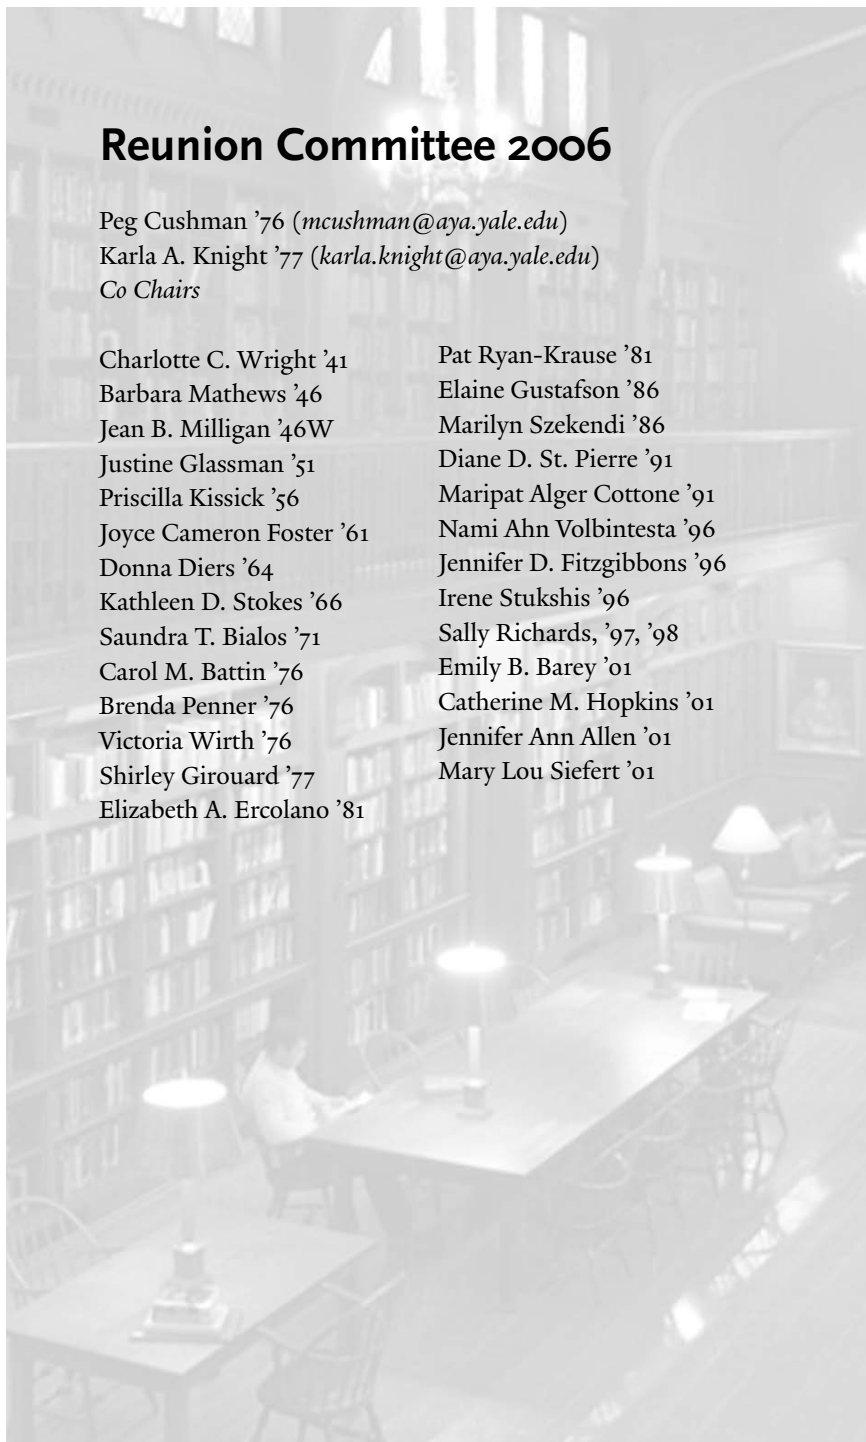 Reunion Committee 2006
Peg Cushman ’76 (mcushman@aya.yale.edu)
Karla A. Knight ’77 (karla.knight@aya.yale.edu)
Co Chairs
Charlotte C. Wright ’41
Barbara Mathews ’46
Jean B. Milligan ’46W
Justine Glassman ’51
Priscilla Kissick ’56
Joyce Cameron Foster ’61
Donna Diers ’64
Kathleen D. Stokes ’66
Saundra T. Bialos ’71
Carol M. Battin ’76
Brenda Penner ’76
Victoria Wirth ’76
Shirley Girouard ’77
Elizabeth A. Ercolano ’81
Pat Ryan-Krause ’81
Elaine Gustafson ’86
Marilyn Szekendi ’86
Diane D. St. Pierre ’91
Maripat Alger Cottone ’91
Nami Ahn Volbintesta ’96
Jennifer D. Fitzgibbons ’96
Irene Stukshis ’96
Sally Richards, ’97, ’98
Emily B. Barey ’01
Catherine M. Hopkins ’01
Jennifer Ann Allen ’01
Mary Lou Siefert ’01